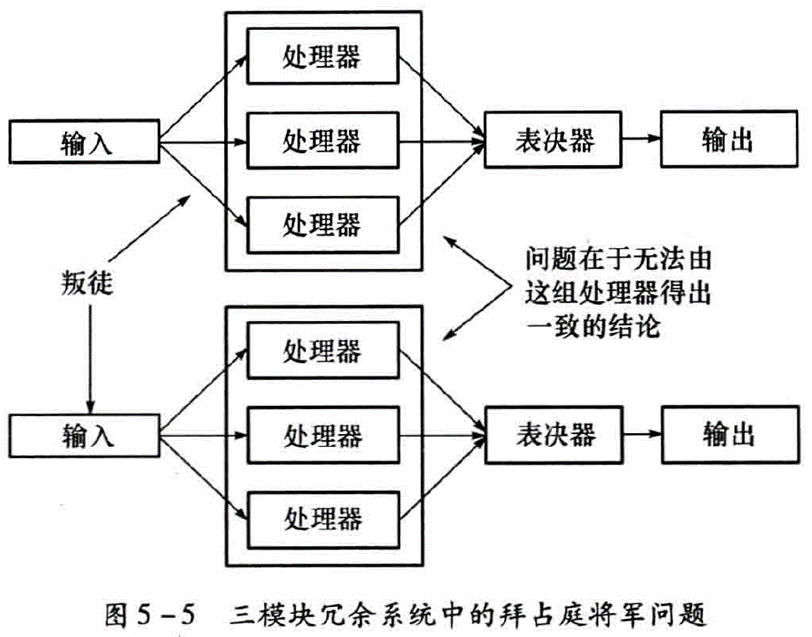 处理器
输入
处理器
表决器
输出
处理器
叛徒
问题在于无法由
这组处理器得出
一致的结论
处理器
输入
处理器
表决器
输出
处理器
图5-5 三模块冗余系统中的拜占庭将军问题